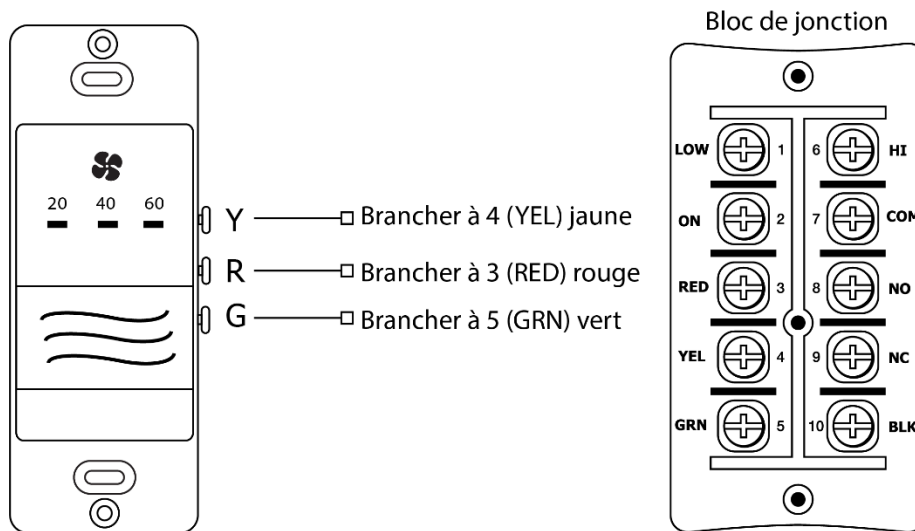 20 40 60
Y
Brancher à 4 (YEL) jaune
R
Brancher à 3 (RED) rouge
G
Brancher à 5 (GRN) vert
Bloc de jonction
LOW 1 6 HI
ON 2 7 COM
RED 3 8 NO
YEL 4 9 NC
GRN 5 10 BLK